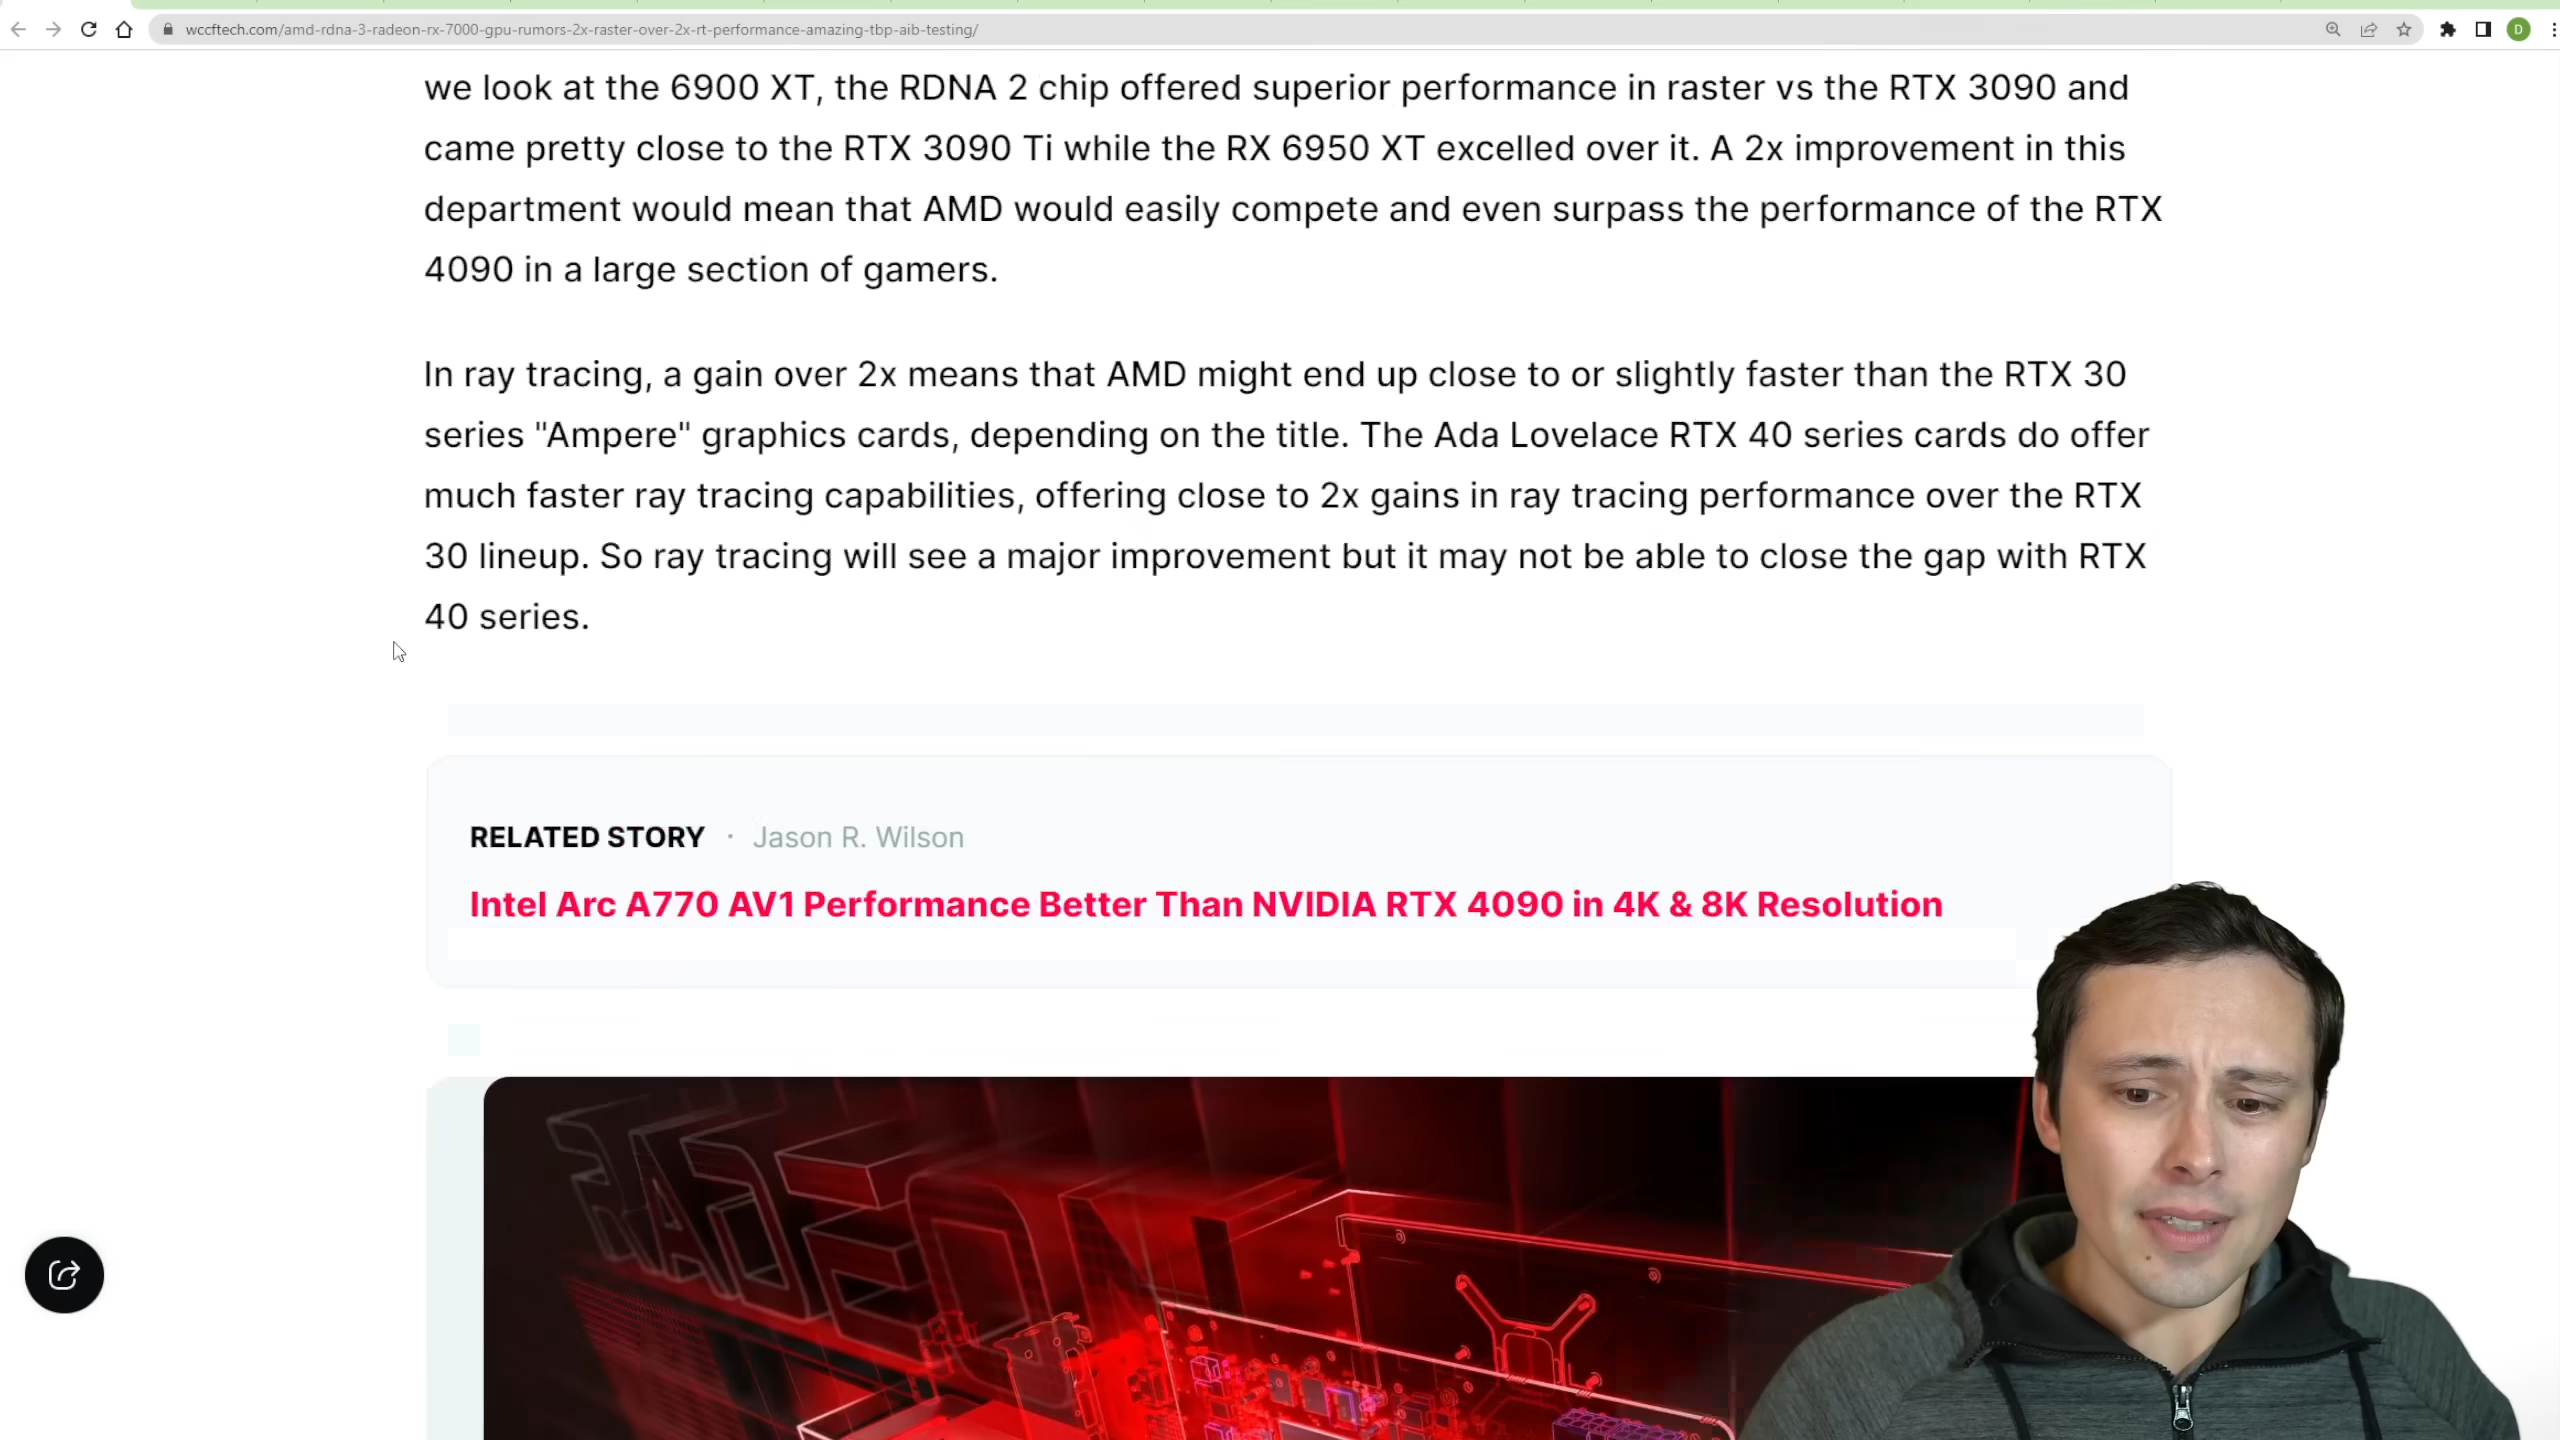 wccftech.com/amd-rdna-3-radeon-rx-7000-gpu-rumors-2x-raster-over-2x-rt-performance-amazing-tbp-aib-testing/
D
we look at the 6900 XT, the RDNA 2 chip offered superior performance in raster vs the RTX 3090 and
came pretty close to the RTX 3090 Ti while the RX 6950 XT excelled over it. A 2x improvement in this
department would mean that AMD would easily compete and even surpass the performance of the RTX
4090 in a large section of gamers.
In ray tracing, a gain over 2x means that AMD might end up close to or slightly faster than the RTX 30
series "Ampere" graphics cards, depending on the title. The Ada Lovelace RTX 40 series cards do offer
much faster ray tracing capabilities, offering close to 2x gains in ray tracing performance over the RTX
30 lineup. So ray tracing will see a major improvement but it may not be able to close the gap with RTX
40 series.
RELATED STORY · Jason R. Wilson
Intel Arc A770 AV1 Performance Better Than NVIDIA RTX 4090 in 4K & 8K Resolution
RADEON